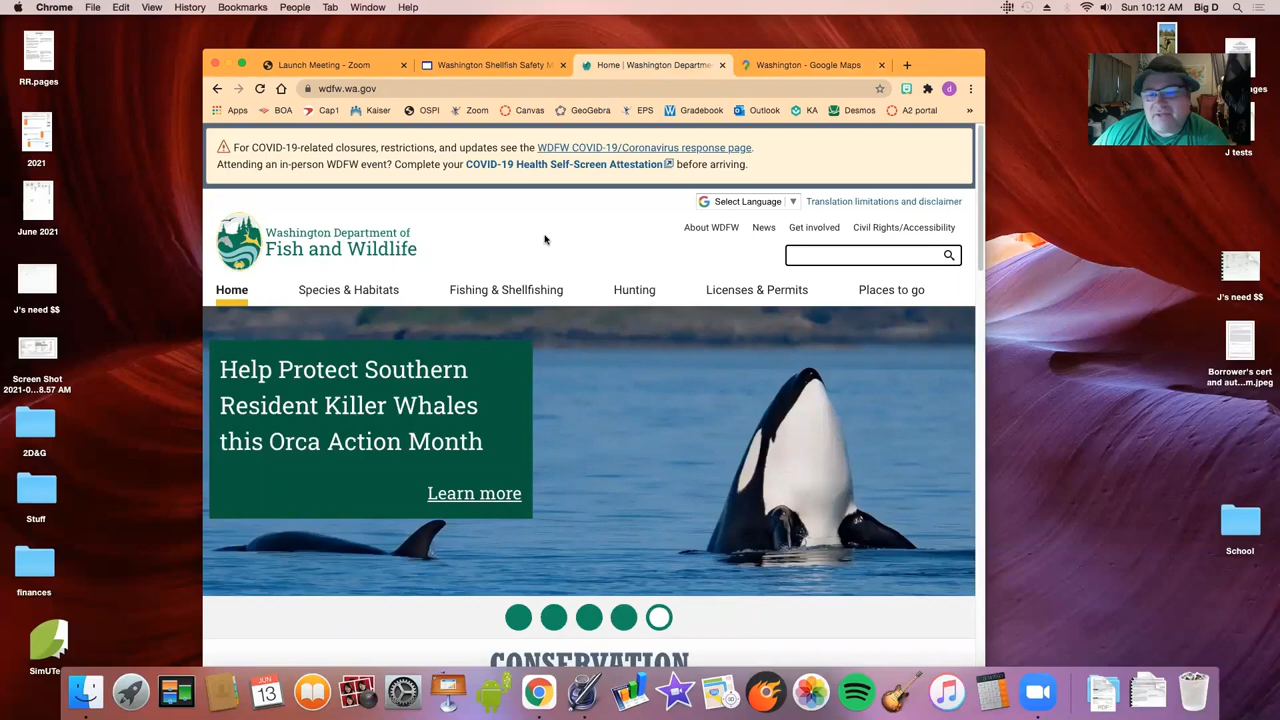 Chrome File Edit View History Bookmarks People Tab Window Help
Sun 10:12 AM Big D
Launch Meeting - Zoom
Washington Shellfish Safety M
Home | Washington Departme
Washington - Google Maps
wdfw.wa.gov
d
Apps BOA Cap1 Kaiser OSPI Zoom Canvas GeoGebra EPS Gradebook Outlook KA Desmos A2 portal »
For COVID-19-related closures, restrictions, and updates see the WDFW COVID-19/Coronavirus response page.
Attending an in-person WDFW event? Complete your COVID-19 Health Self-Screen Attestation before arriving.
Select Language ▼ Translation limitations and disclaimer
Washington Department of
Fish and Wildlife
About WDFW News Get involved Civil Rights/Accessibility
Home Species & Habitats Fishing & Shellfishing Hunting Licenses & Permits Places to go
Help Protect Southern
Resident Killer Whales
this Orca Action Month
Learn more
CONSERVATION
RR.pages
2021
June 2021
J's need $$
Screen Shot
2021-0...8.57 AM
2D&G
Stuff
finances
SimUTe
ges
J tests
J's need $$
Borrower's cert
and aut...m.jpeg
School
JUN
13